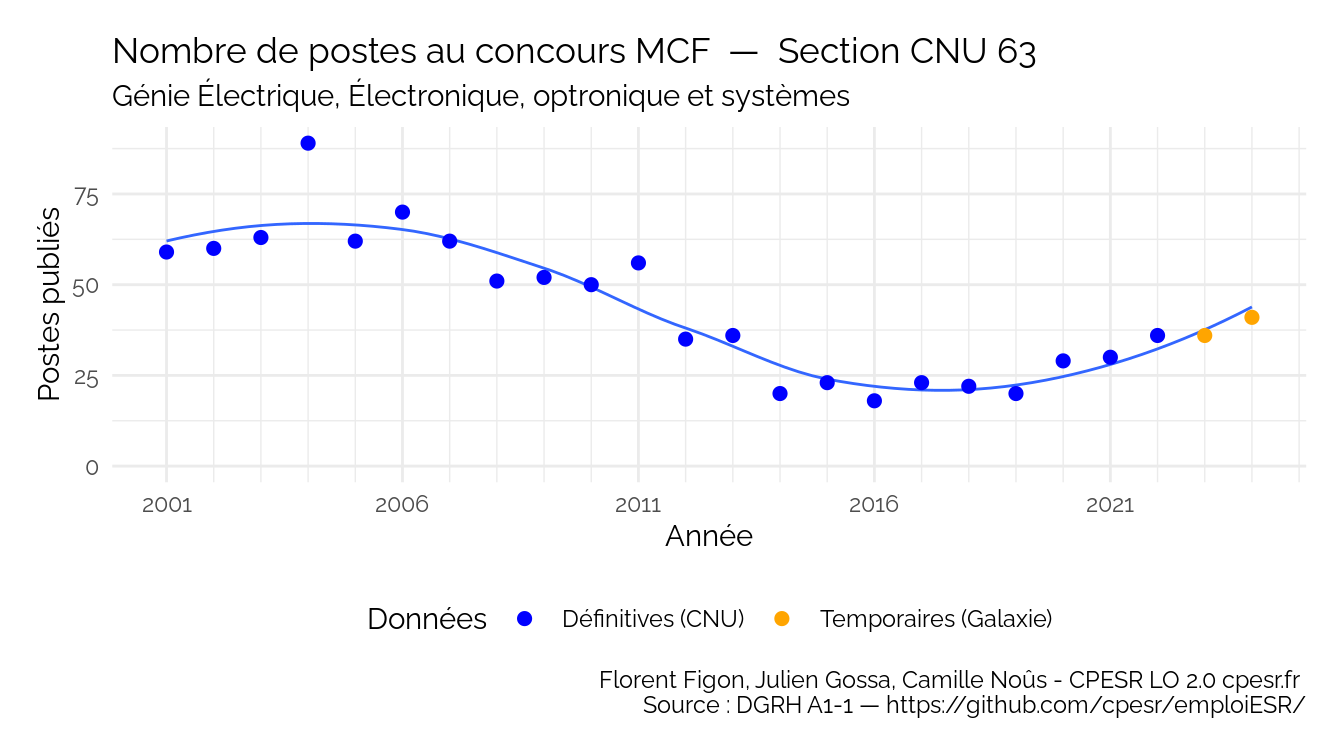 Nombre de postes au concours MCF — Section CNU 63
Génie Électrique, Électronique, optronique et systèmes
Postes publiés
75
50
25
0
2001 2006 2011 2016 2021
Année
Données Définitives (CNU) Temporaires (Galaxie)
Florent Figon, Julien Gossa, Camille Noûs - CPESR LO 2.0 cpesr.fr
Source : DGRH A1-1 — https://github.com/cpesr/emploiESR/